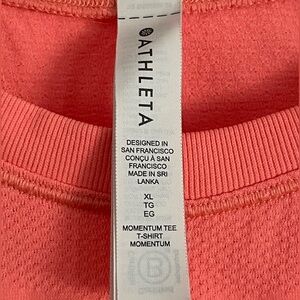 ATHLETA
DESIGNED IN
SAN FRANCISCO
CONÇU À SAN
FRANCISCO
MADE IN SRI
LANKA
XL
TG
EG
MOMENTUM TEE
T-SHIRT
MOMENTUM
B